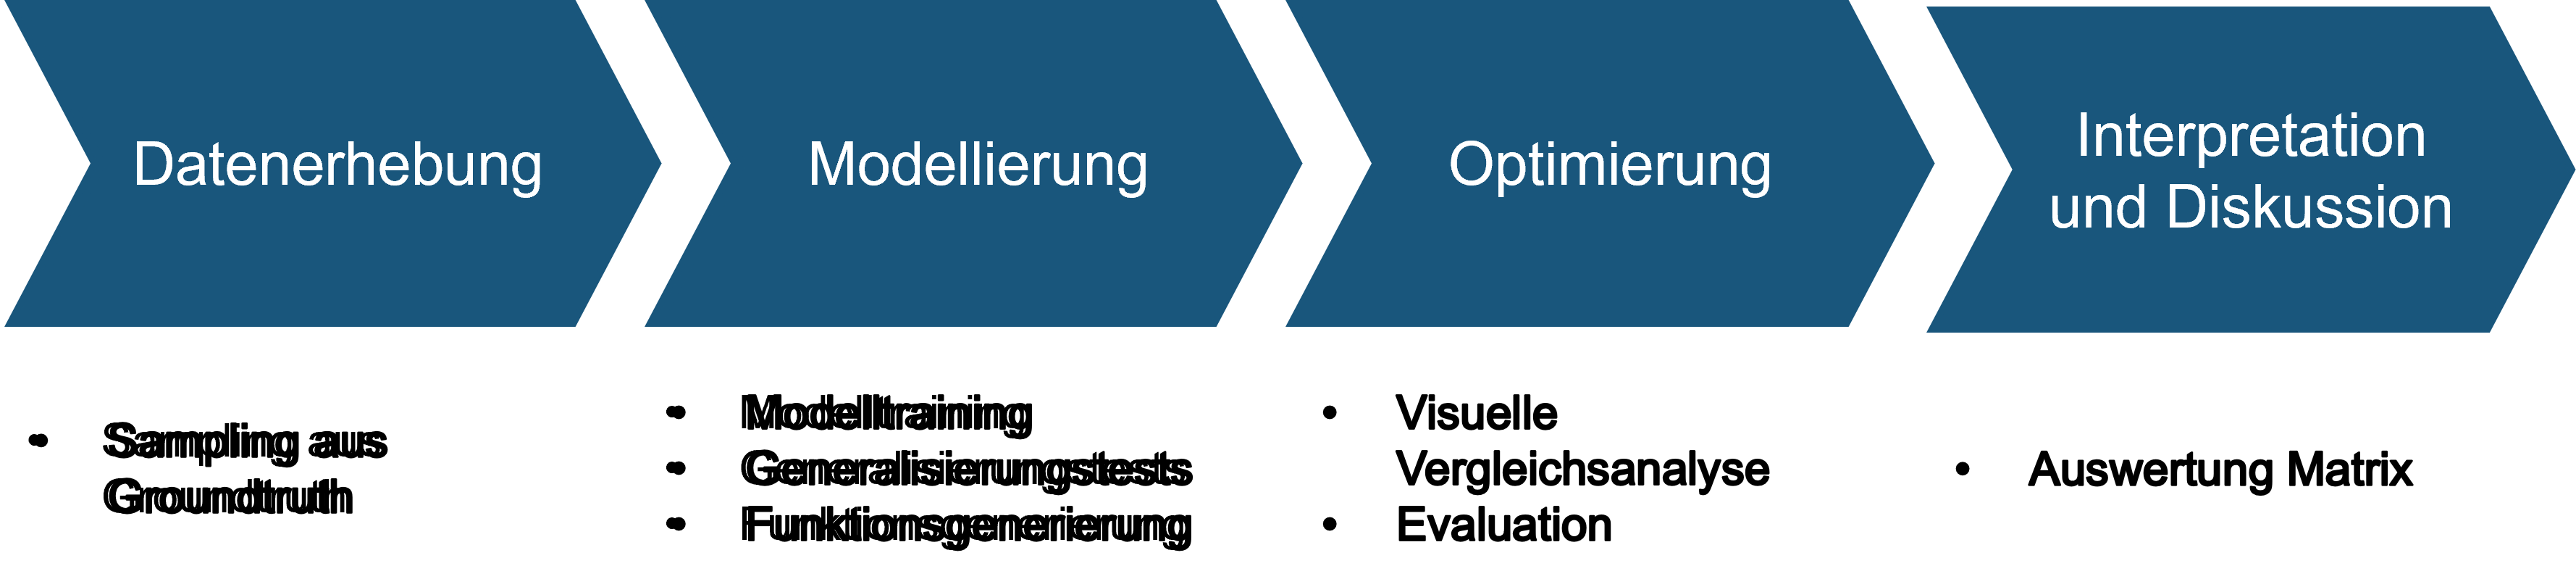 Datenerhebung
Modellierung
Optimierung
Interpretation
und Diskussion
• Sampling aus
Groundtruth
• Modelltraining
• Generalisierungstests
• Funktionsgenerierung
• Visuelle
Vergleichsanalyse
• Evaluation
• Auswertung Matrix